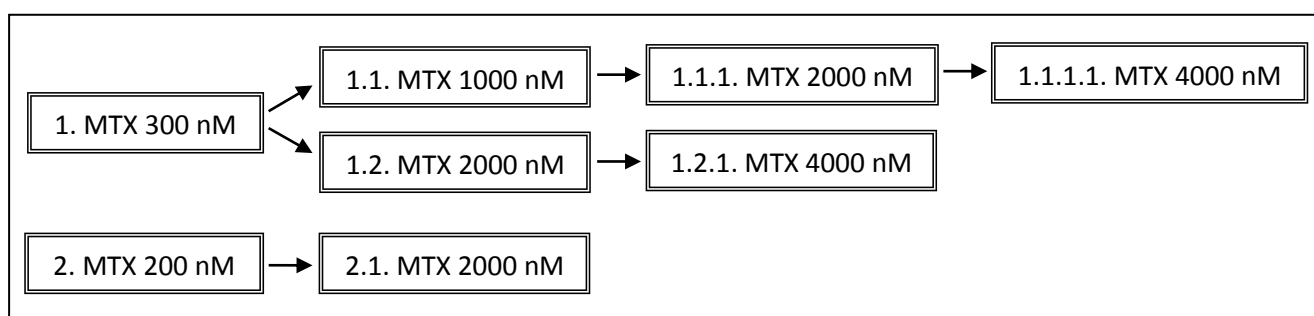 1.1. MTX 1000 nM
1.1.1. MTX 2000 nM
1.1.1.1. MTX 4000 nM
1. MTX 300 nM
1.2. MTX 2000 nM
1.2.1. MTX 4000 nM
2. MTX 200 nM
2.1. MTX 2000 nM